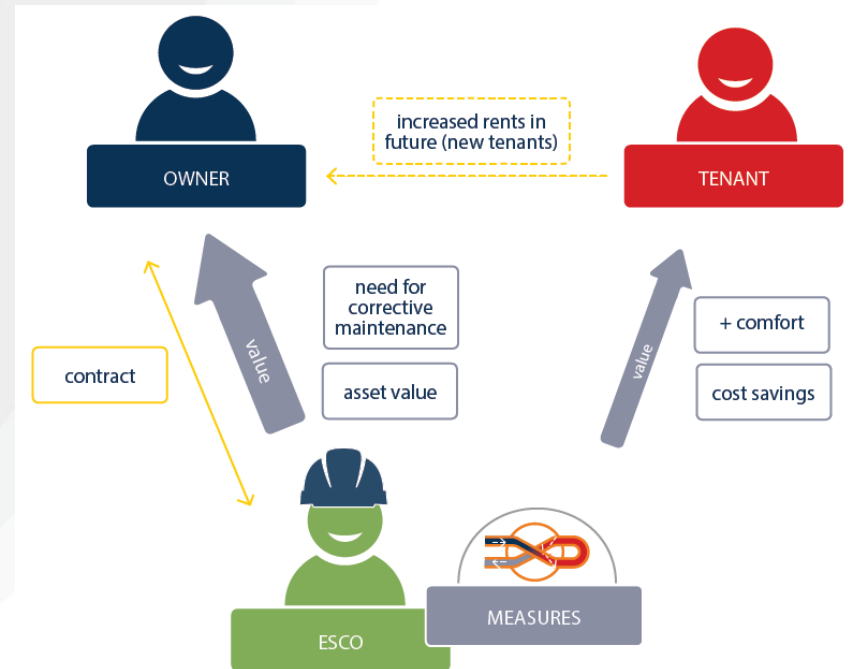 increased rents in
future (new tenants)
OWNER
TENANT
need for
corrective
maintenance
value
+ comfort
value
contract
asset value
cost savings
MEASURES
ESCO